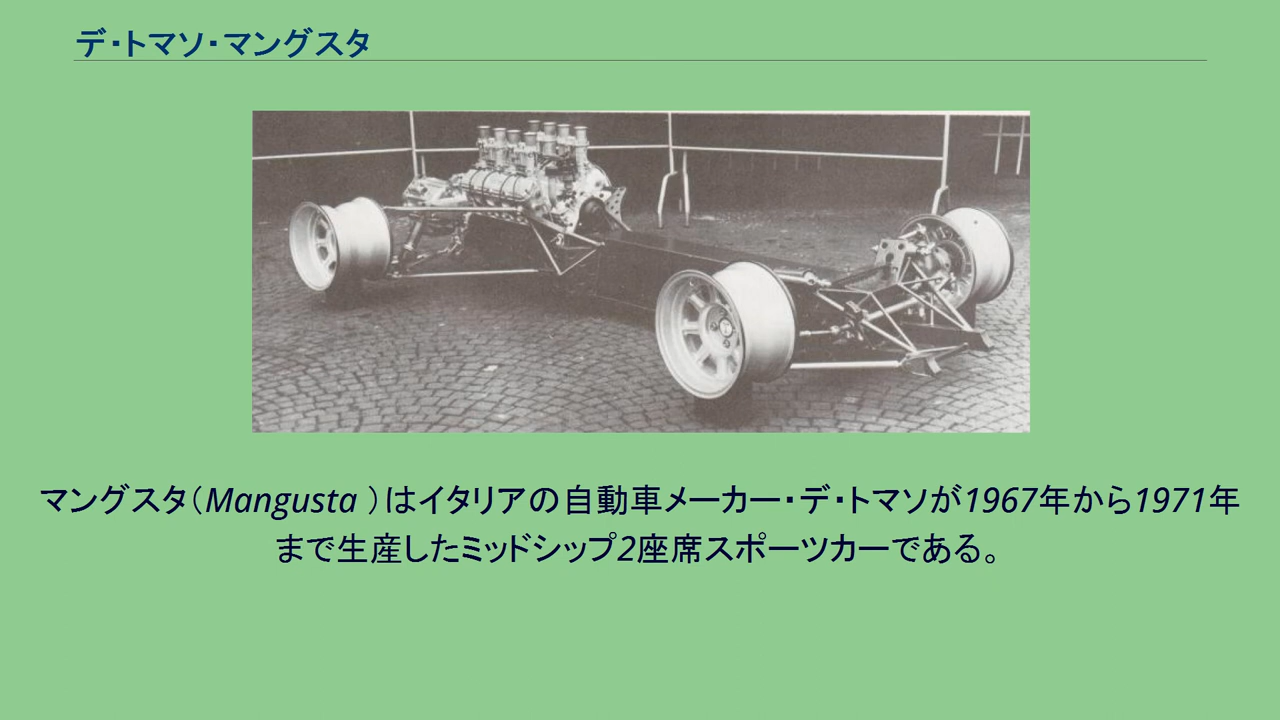 デ・トマソ・マングスタ
マングスタ（Mangusta ）はイタリアの自動車メーカー・デ・トマソが1967年から1971年
まで生産したミッドシップ2座席スポーツカーである。